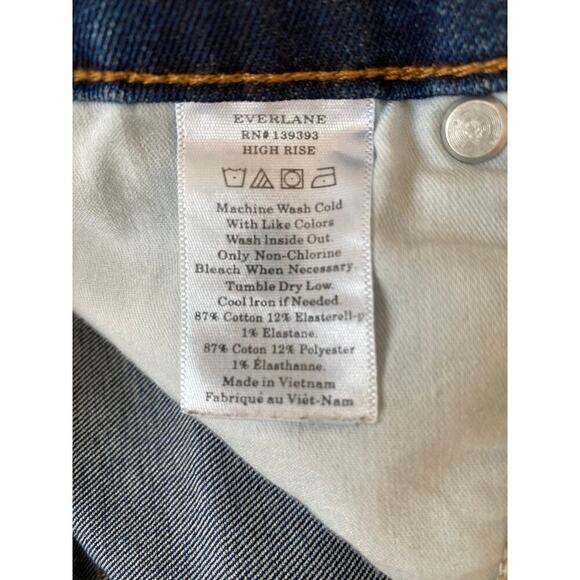 EVERLANE
RN# 139393
HIGH RISE
Machine Wash Cold
With Like Colors
Wash Inside Out.
Only Non-Chlorine
Bleach When Necessary.
Tumble Dry Low.
Cool Iron if Needed.
87% Cotton 12% Elasterell-p
1% Elastane.
87% Coton 12% Polyester
1% Élasthanne.
Made in Vietnam
Fabriqué au Việt-Nam